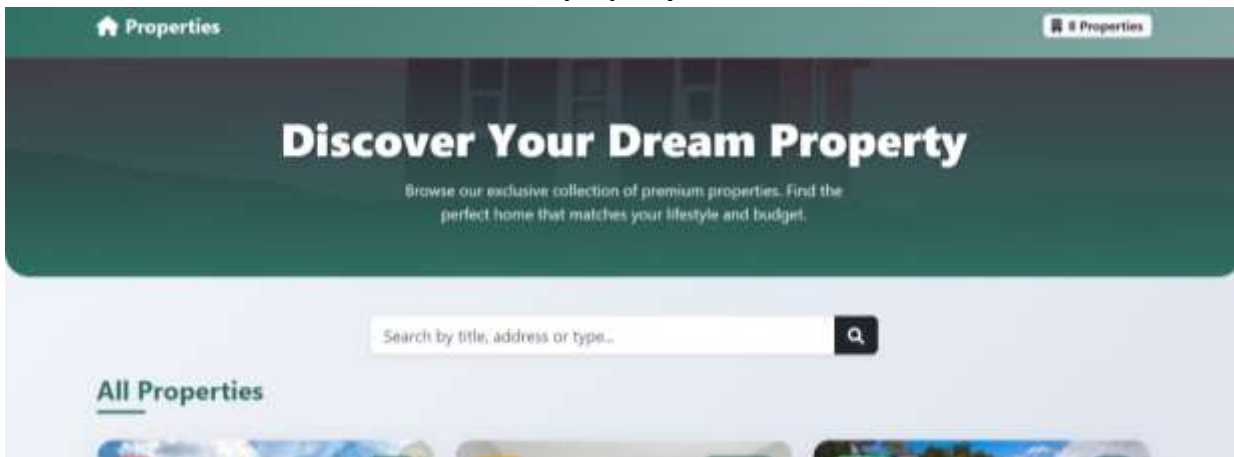 Properties
8 Properties
Discover Your Dream Property
Browse our exclusive collection of premium properties. Find the
perfect home that matches your lifestyle and budget.
Search by title, address or type...
All Properties